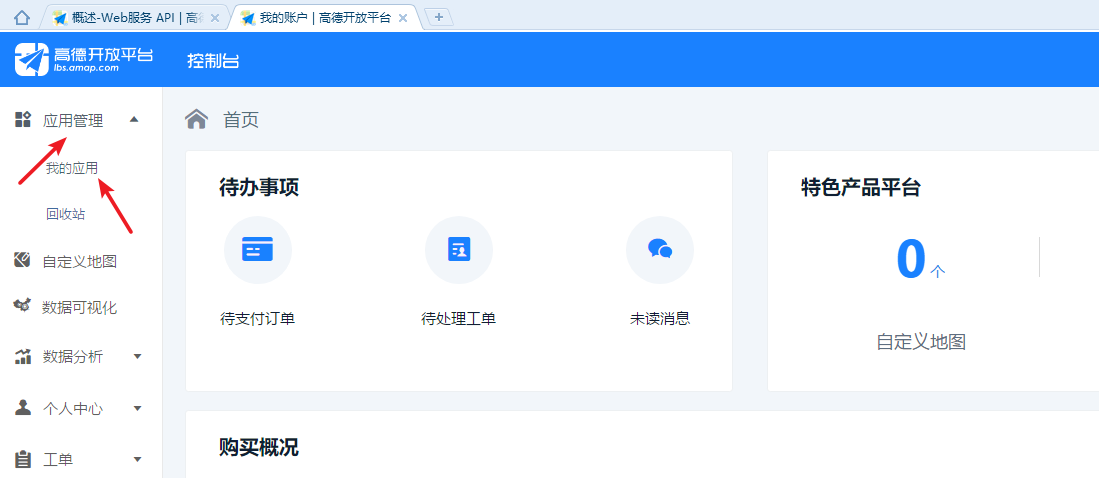 概述-Web服务 API | 高
我的账户 | 高德开放平台
高德开放平台
lbs.amap.com
控制台
应用管理
我的应用
回收站
自定义地图
数据可视化
数据分析
个人中心
工单
首页
待办事项
待支付订单
待处理工单
未读消息
特色产品平台
0个
自定义地图
购买概况